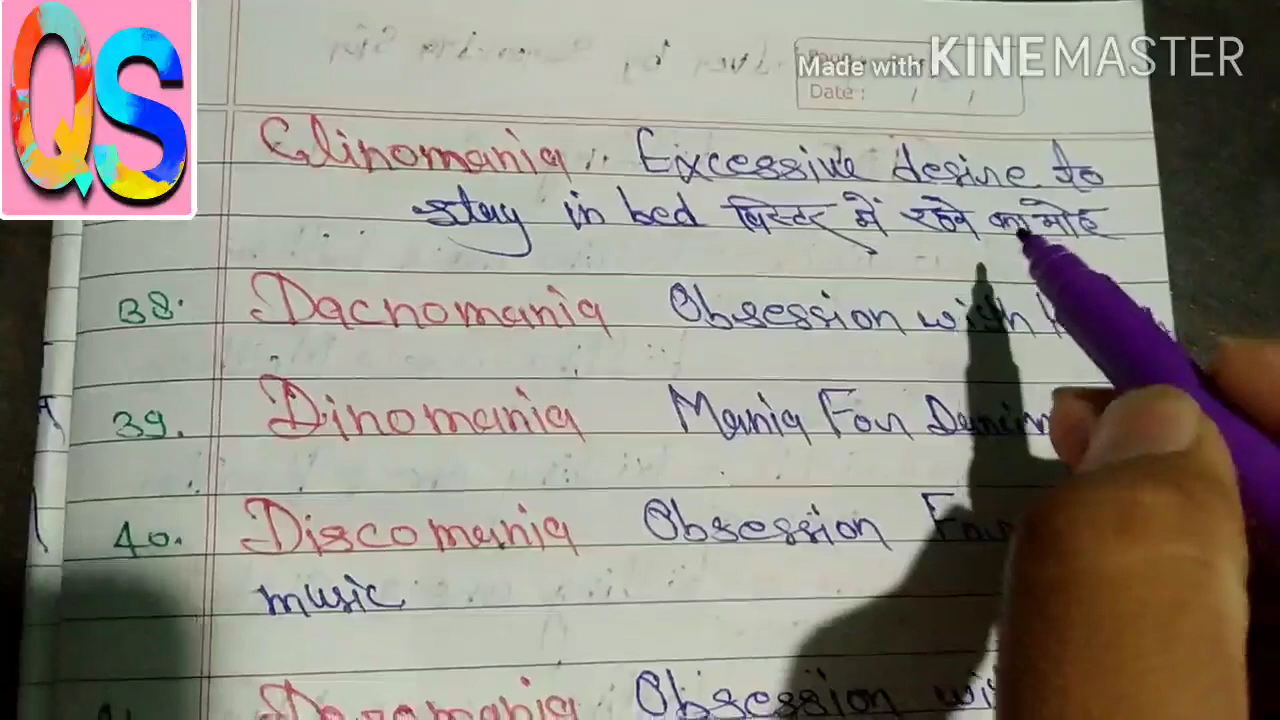 QS
Made with KINEMASTER
Date : / /
Clinomania :. Excessive desire to
stay in bed बिस्टर में रहने का मोह
38. Dacnomania Obsession with
39. Dinomania Mania For
40. Discomania Obsession For
music
Obsession